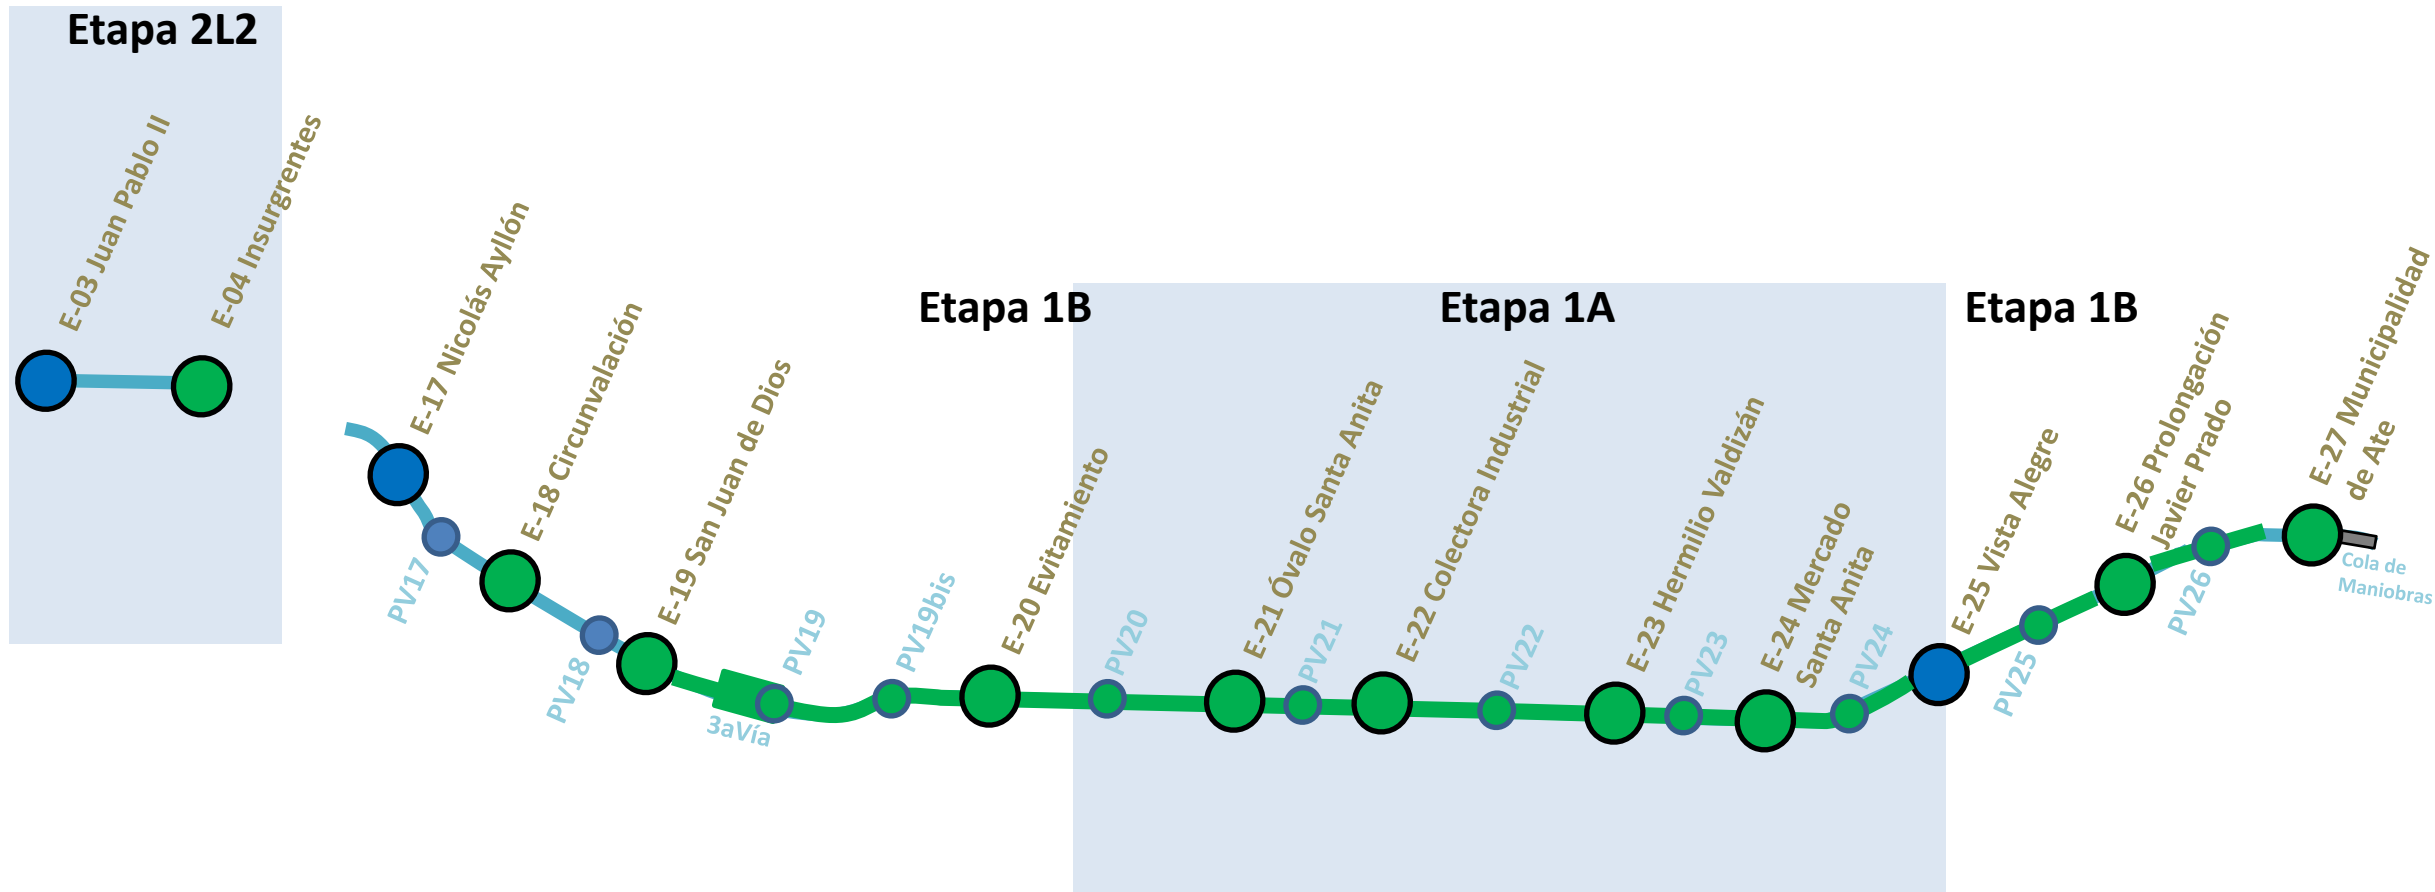 Etapa 2L2
E-03 Juan Pablo II
E-04 Insurgrentes
E-17 Nicolás Ayllón
PV17
E-18 Circunvalación
PV18
E-19 San Juan de Dios
3aVía
PV19
PV19bis
Etapa 1B
E-20 Evitamiento
PV20
Etapa 1A
E-21 Óvalo Santa Anita
PV21
E-22 Colectora Industrial
PV22
E-23 Hermilio Valdizán
PV23
E-24 Mercado
Santa Anita
PV24
Etapa 1B
E-25 Vista Alegre
PV25
E-26 Prolongación
Javier Prado
PV26
E-27 Municipalidad
de Ate
Cola de
Maniobras